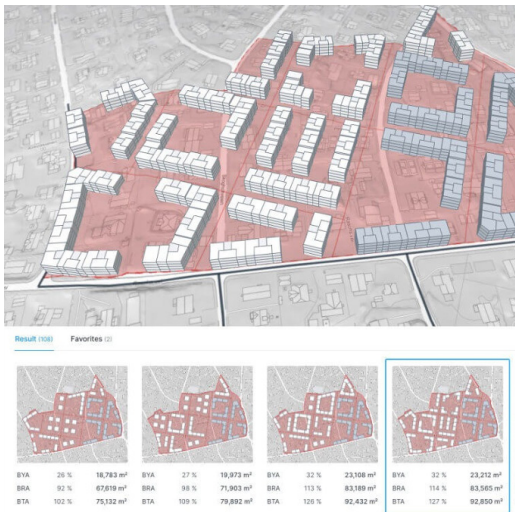 Result (108) Favorites (2)
BYA 26 % 18,783 m² BYA 27 % 19,973 m² BYA 32 % 23,108 m² BYA 32 % 23,212 m²
BRA 92 % 67,619 m² BRA 98 % 71,903 m² BRA 113 % 83,189 m² BRA 114 % 83,565 m²
BTA 102 % 75,132 m² BTA 109 % 79,892 m² BTA 126 % 92,432 m² BTA 127 % 92,850 m²